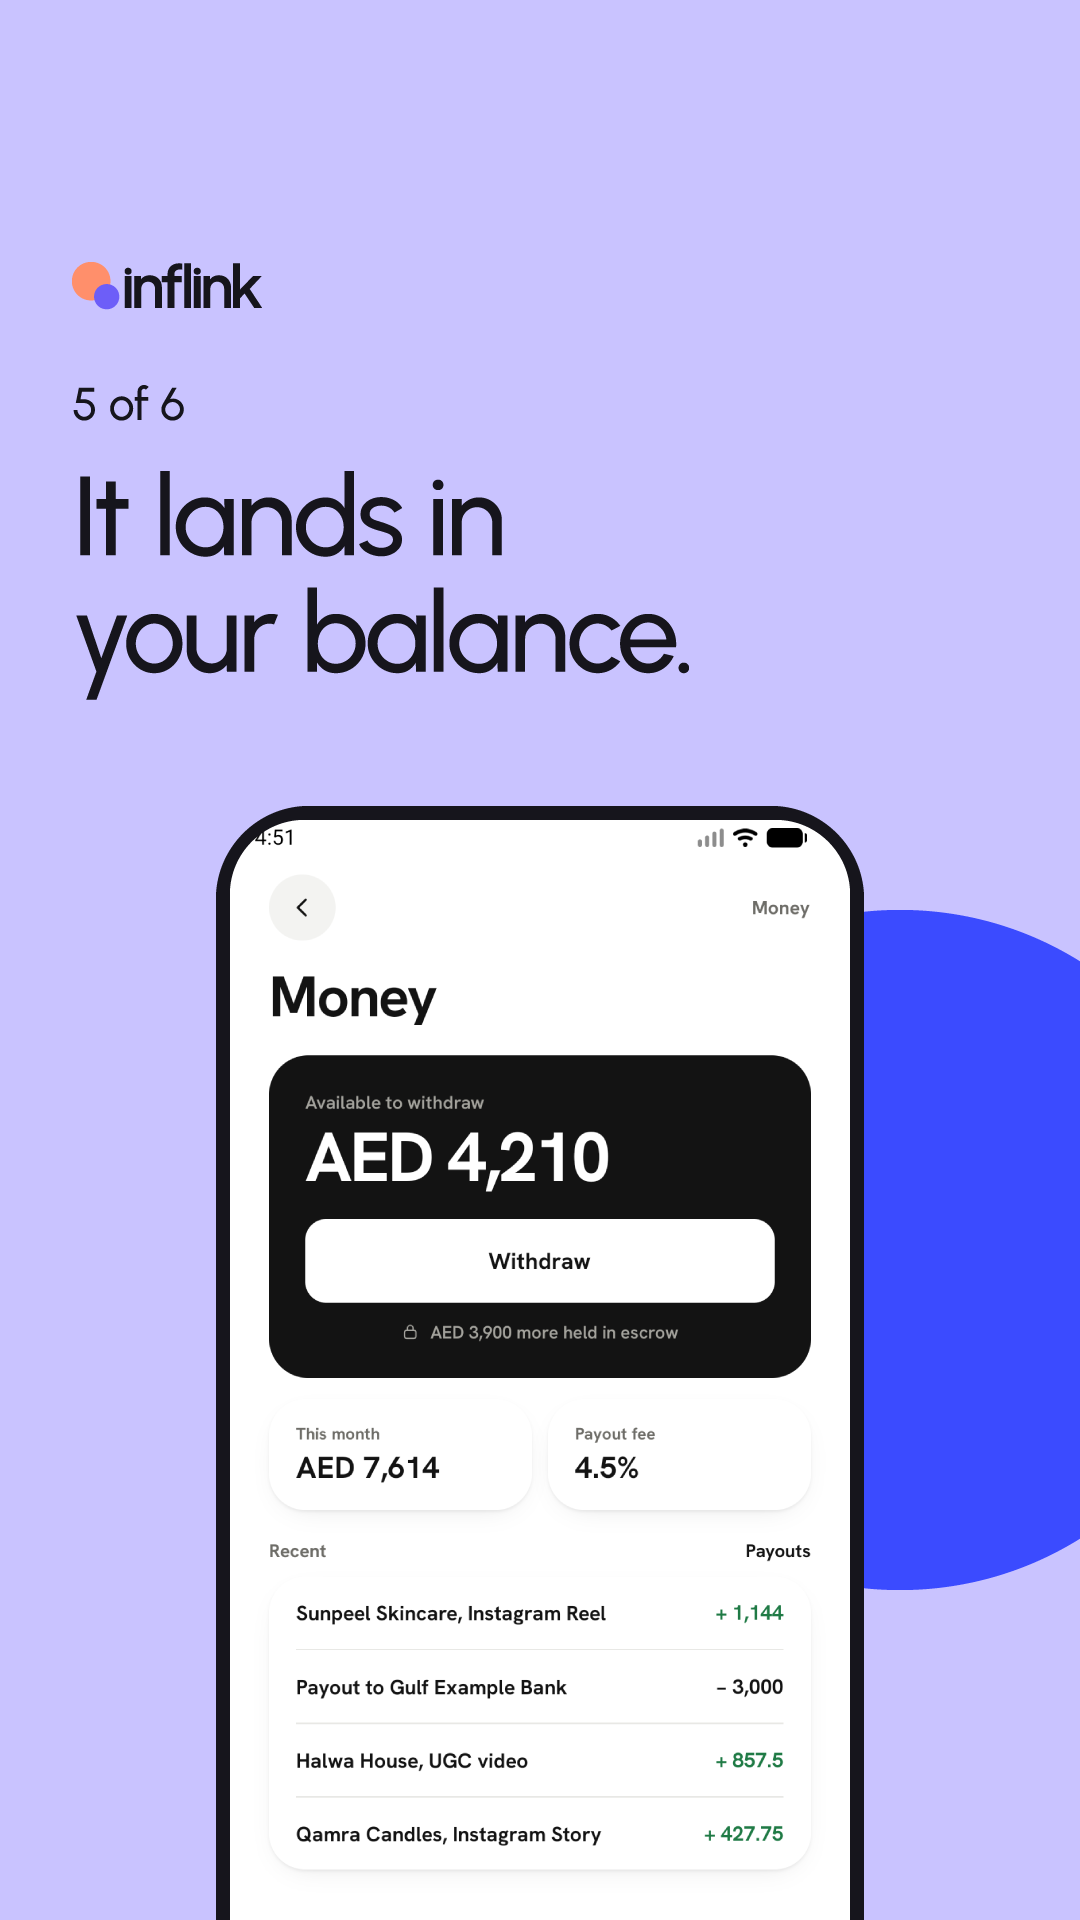 inflink
5 of 6
It lands in
your balance.
4:51
Money
Money
Available to withdraw
AED 4,210
Withdraw
AED 3,900 more held in escrow
This month
AED 7,614
Payout fee
4.5%
Recent
Payouts
Sunpeel Skincare, Instagram Reel
+ 1,144
Payout to Gulf Example Bank
– 3,000
Halwa House, UGC video
+ 857.5
Qamra Candles, Instagram Story
+ 427.75